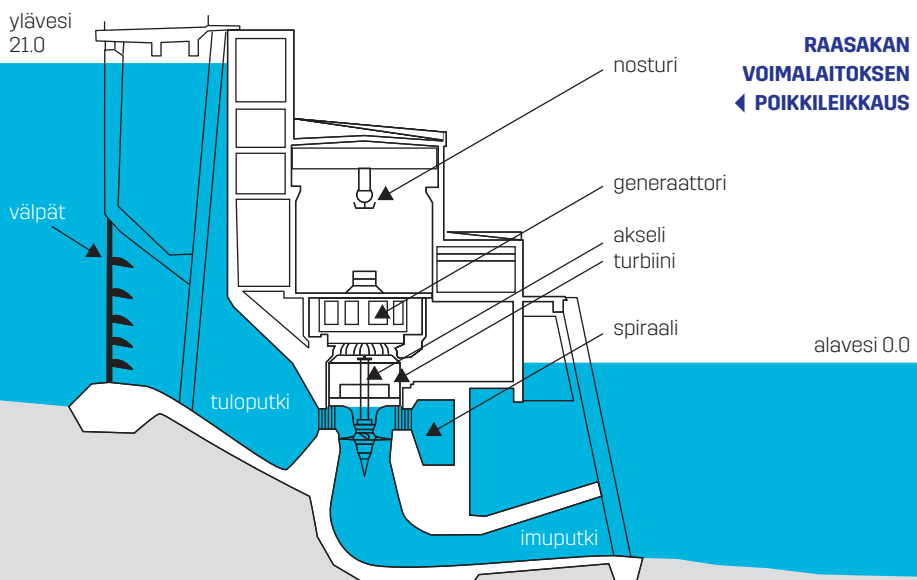 ylävesi
21.0
RAASAKAN
VOIMALAITOKSEN
POIKKILEIKKAUS
nosturi
generaattori
välpät
akseli
turbiini
spiraali
alavesi 0.0
tuloputki
imuputki